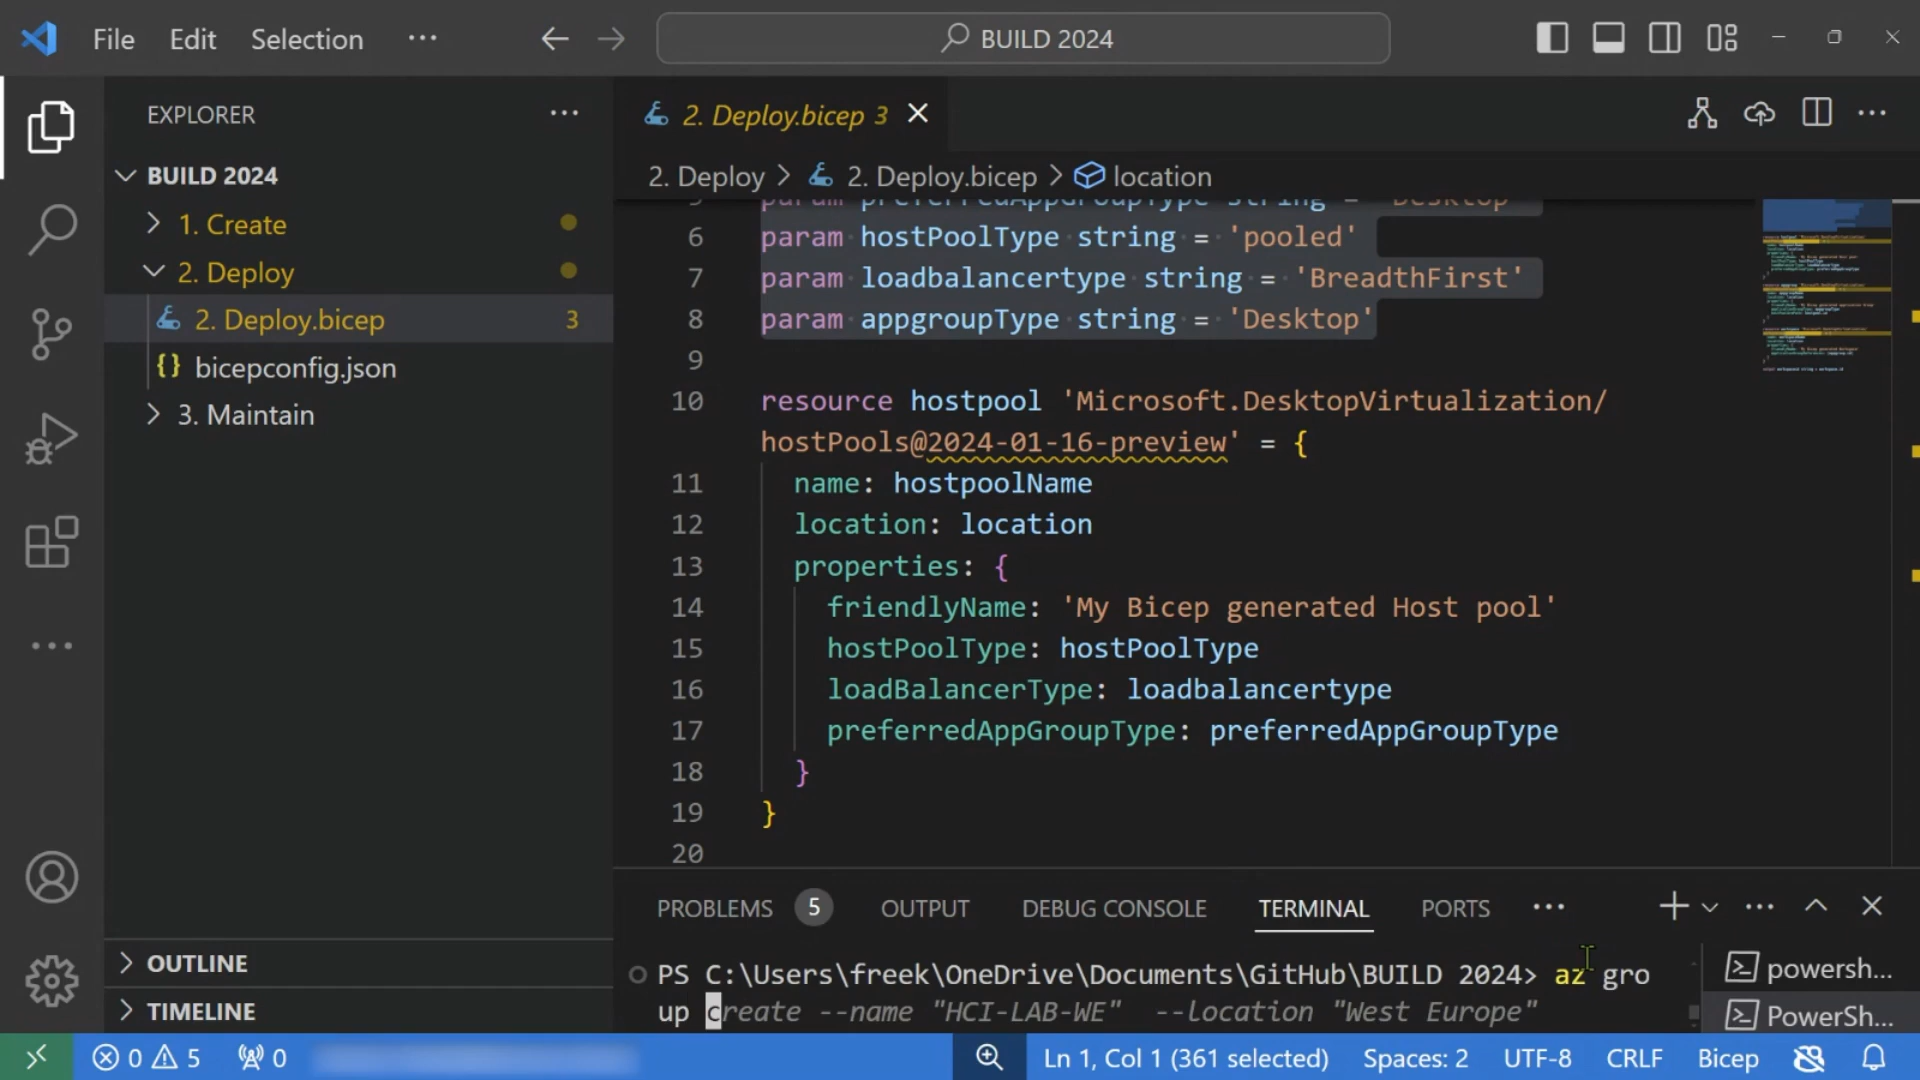 File Edit Selection ··· BUILD 2024
EXPLORER ···
BUILD 2024
1. Create
2. Deploy
2. Deploy.bicep 3
{} bicepconfig.json
3. Maintain
OUTLINE
TIMELINE
2. Deploy.bicep 3
2. Deploy > 2. Deploy.bicep > location
5 param preferredAppGroupType string = 'Desktop'
6 param hostPoolType string = 'pooled'
7 param loadbalancertype string = 'BreadthFirst'
8 param appgroupType string = 'Desktop'
9
10 resource hostpool 'Microsoft.DesktopVirtualization/
hostPools@2024-01-16-preview' = {
11 name: hostpoolName
12 location: location
13 properties: {
14 friendlyName: 'My Bicep generated Host pool'
15 hostPoolType: hostPoolType
16 loadBalancerType: loadbalancertype
17 preferredAppGroupType: preferredAppGroupType
18 }
19 }
20
PROBLEMS 5 OUTPUT DEBUG CONSOLE TERMINAL PORTS ···
PS C:\Users\freek\OneDrive\Documents\GitHub\BUILD 2024> az gro
up create --name "HCI-LAB-WE" --location "West Europe"
powersh...
PowerSh...
0 5 0 Ln 1, Col 1 (361 selected) Spaces: 2 UTF-8 CRLF Bicep